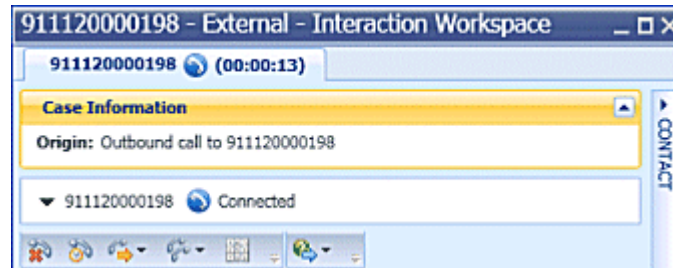 911120000198 - External - Interaction Workspace
911120000198 (00:00:13)
Case Information
Origin: Outbound call to 911120000198
911120000198 Connected
CONTACT